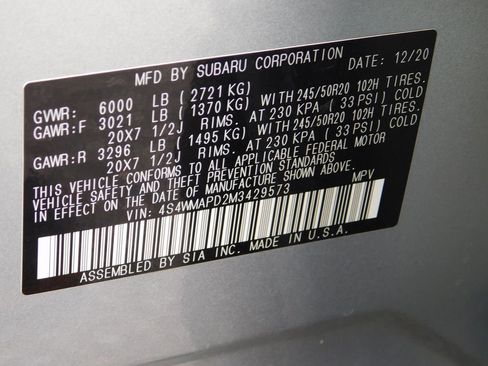 MFD BY SUBARU CORPORATION DATE: 12/20
GVWR: 6000 LB ( 2721 KG)
GAWR:F 3021 LB ( 1370 KG) WITH 245/50R20 102H TIRES.
20X7 1/2J RIMS. AT 230 KPA ( 33 PSI) COLD
GAWR:R 3296 LB ( 1495 KG) WITH 245/50R20 102H TIRES.
20X7 1/2J RIMS. AT 230 KPA ( 33 PSI) COLD
THIS VEHICLE CONFORMS TO ALL APPLICABLE FEDERAL MOTOR
VEHICLE SAFETY AND THEFT PREVENTION STANDARDS
IN EFFECT ON THE DATE OF MANUFACTURE SHOWN ABOVE.
VIN: 4S4WMAPD2M3429573 MPV
ASSEMBLED BY SIA INC. MADE IN U.S.A.